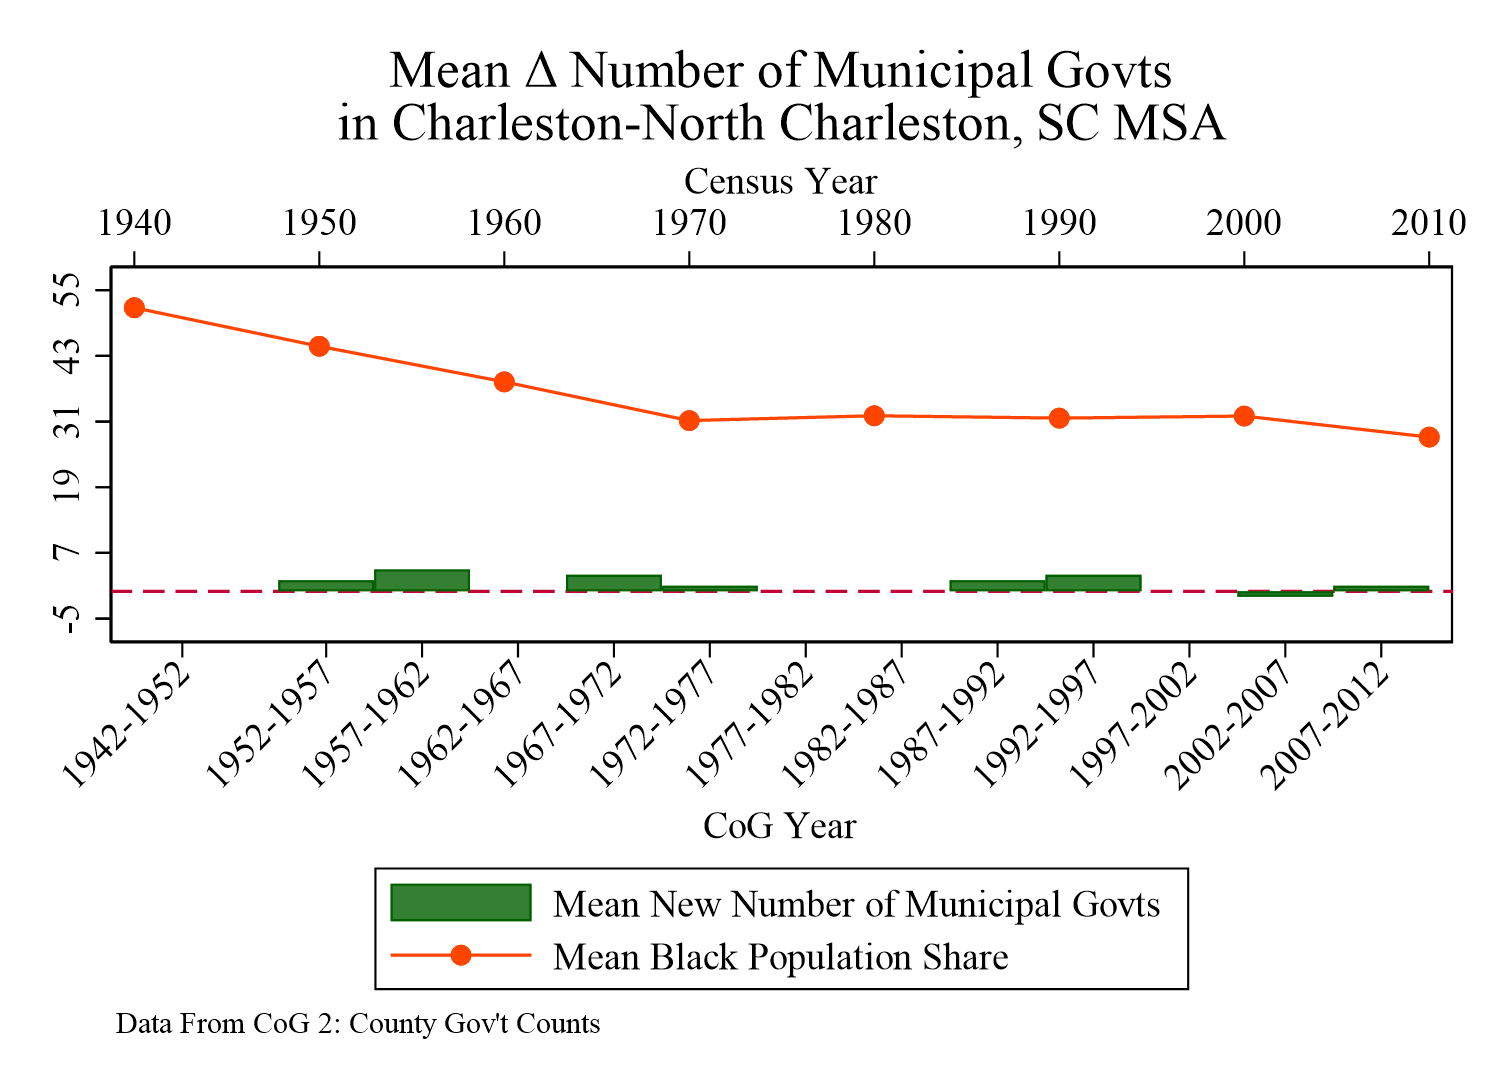 Mean Δ Number of Municipal Govts
in Charleston-North Charleston, SC MSA
Census Year
1940 1950 1960 1970 1980 1990 2000 2010
55
43
31
19
7
-5
1942-1952 1952-1957 1957-1962 1962-1967 1967-1972 1972-1977 1977-1982 1982-1987 1987-1992 1992-1997 1997-2002 2002-2007 2007-2012
CoG Year
Mean New Number of Municipal Govts
Mean Black Population Share
Data From CoG 2: County Gov't Counts